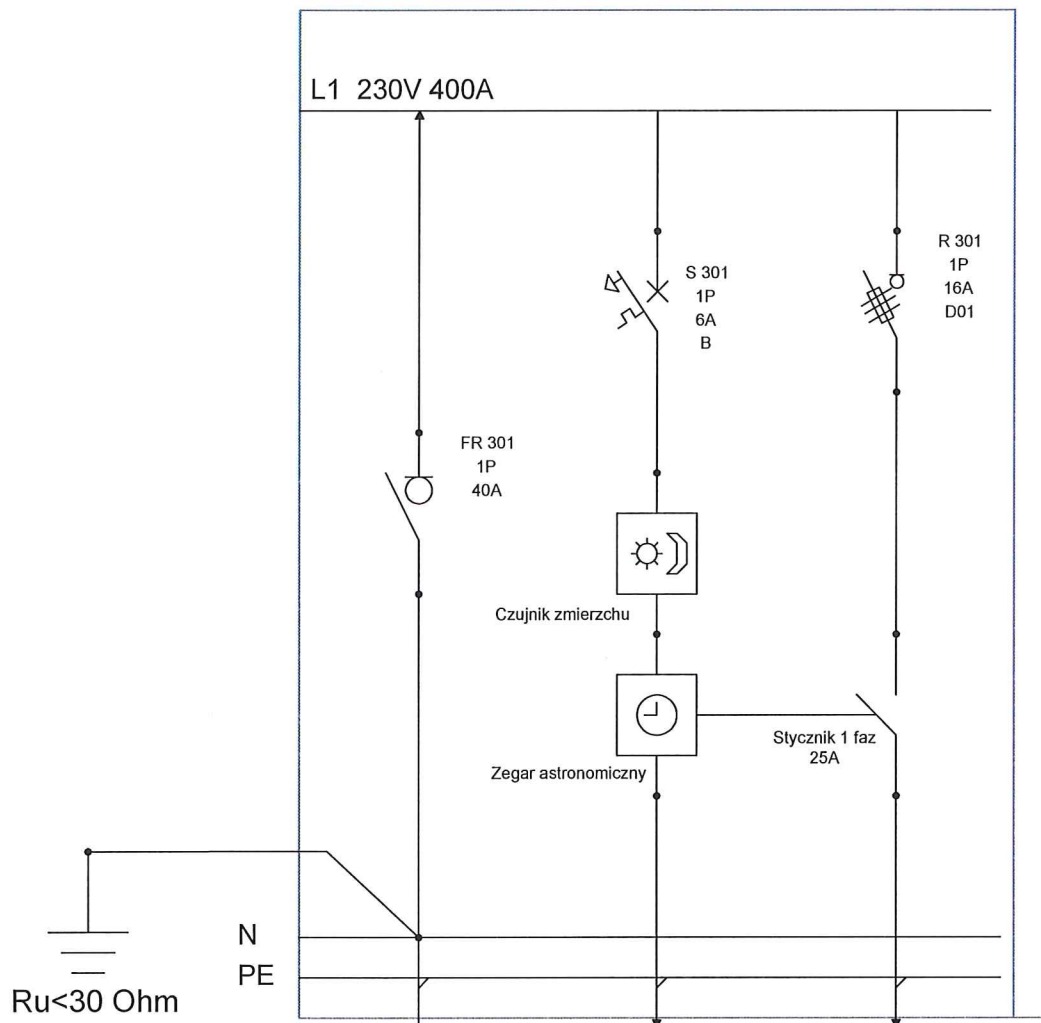 L1 230V 400A
R 301
1P
16A
D01
S 301
1P
6A
B
FR 301
1P
40A
Czujnik zmierzchu
Stycznik 1 faz
25A
Zegar astronomiczny
N
PE
Ru<30 Ohm